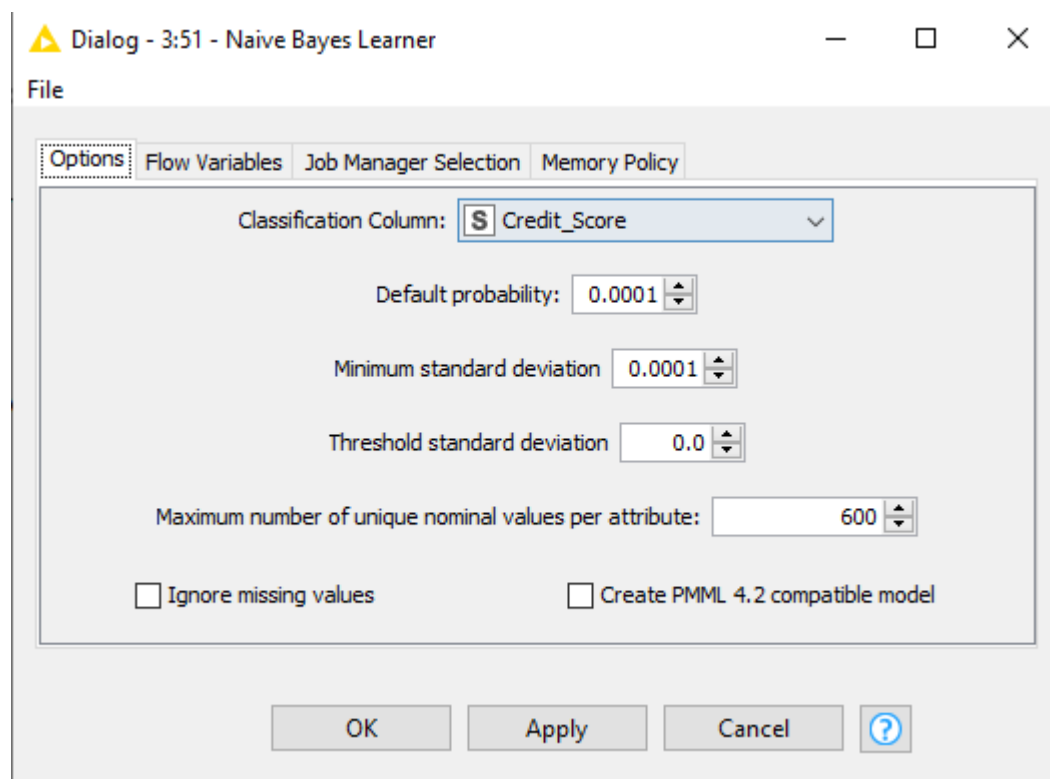 Dialog - 3:51 - Naive Bayes Learner
File
Options Flow Variables Job Manager Selection Memory Policy
Classification Column: S Credit_Score
Default probability: 0.0001
Minimum standard deviation 0.0001
Threshold standard deviation 0.0
Maximum number of unique nominal values per attribute: 600
Ignore missing values Create PMML 4.2 compatible model
OK Apply Cancel ?